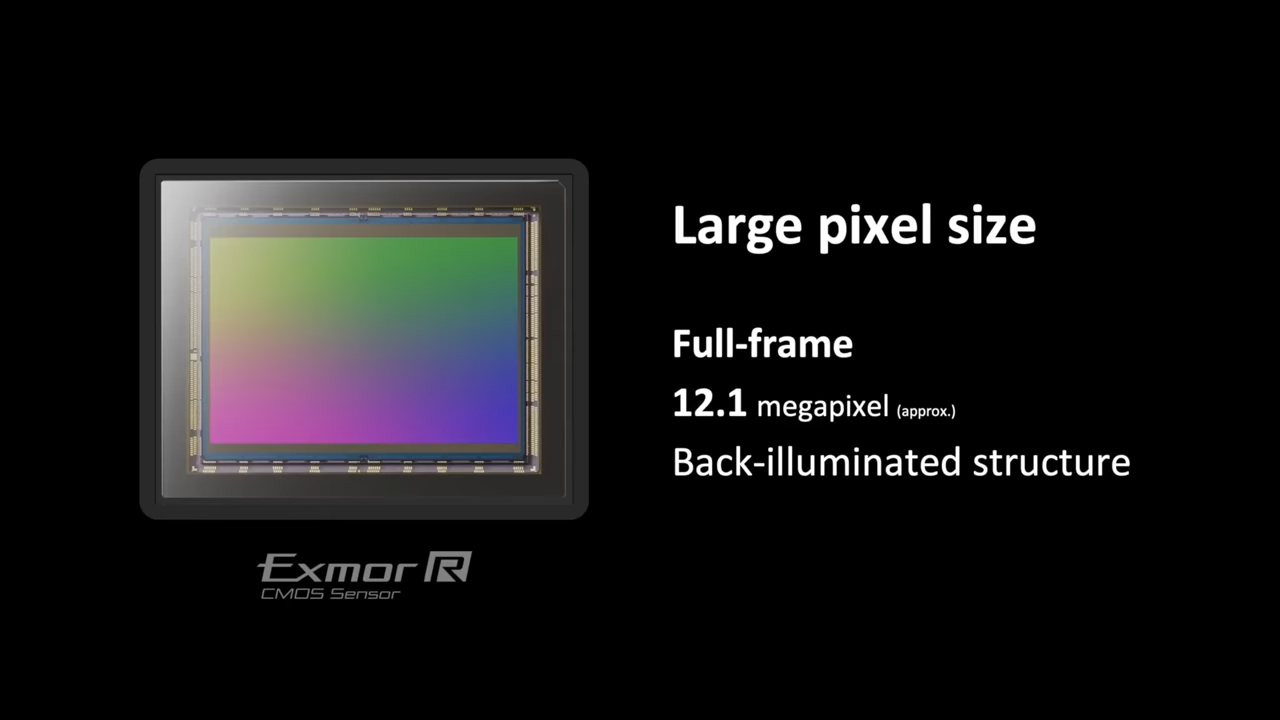 Large pixel size
Full-frame
12.1 megapixel (approx.)
Back-illuminated structure
Exmor R
CMOS Sensor